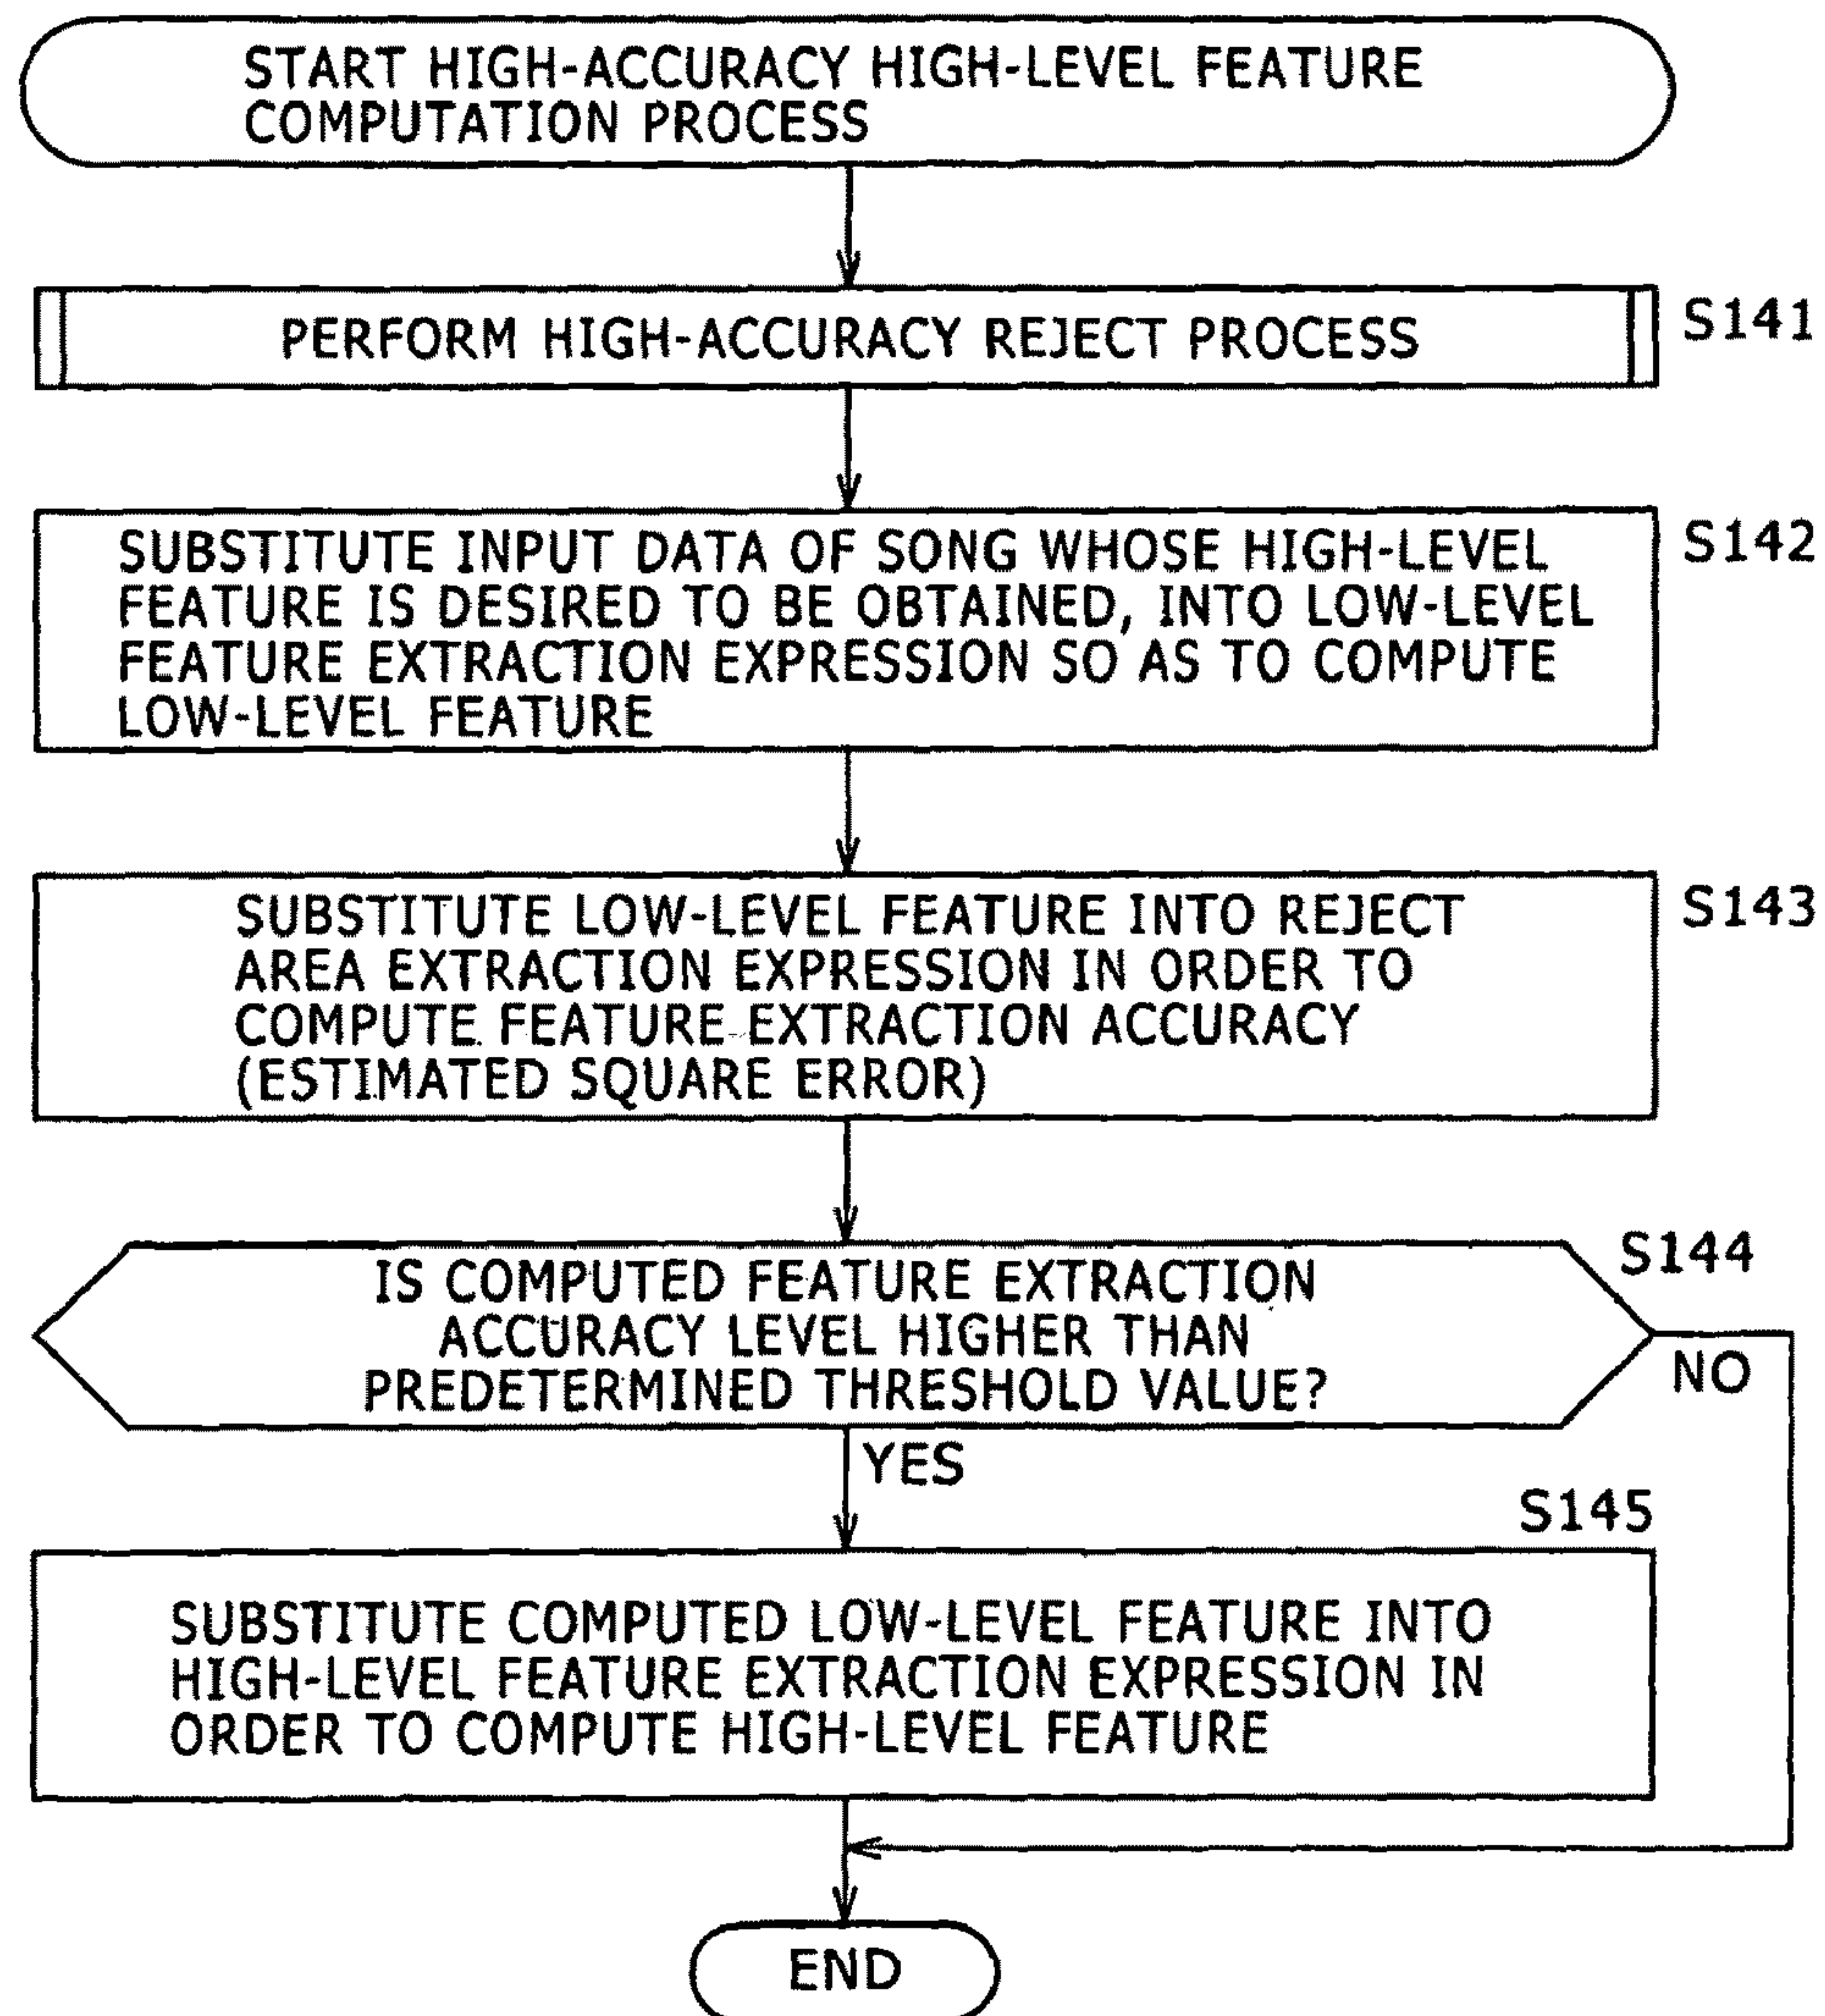 START HIGH-ACCURACY HIGH-LEVEL FEATURE
COMPUTATION PROCESS
PERFORM HIGH-ACCURACY REJECT PROCESS
S141
SUBSTITUTE INPUT DATA OF SONG WHOSE HIGH-LEVEL
FEATURE IS DESIRED TO BE OBTAINED, INTO LOW-LEVEL
FEATURE EXTRACTION EXPRESSION SO AS TO COMPUTE
LOW-LEVEL FEATURE
S142
SUBSTITUTE LOW-LEVEL FEATURE INTO REJECT
AREA EXTRACTION EXPRESSION IN ORDER TO
COMPUTE FEATURE EXTRACTION ACCURACY
(ESTIMATED SQUARE ERROR)
S143
IS COMPUTED FEATURE EXTRACTION
ACCURACY LEVEL HIGHER THAN
PREDETERMINED THRESHOLD VALUE?
S144
NO
YES
S145
SUBSTITUTE COMPUTED LOW-LEVEL FEATURE INTO
HIGH-LEVEL FEATURE EXTRACTION EXPRESSION IN
ORDER TO COMPUTE HIGH-LEVEL FEATURE
END